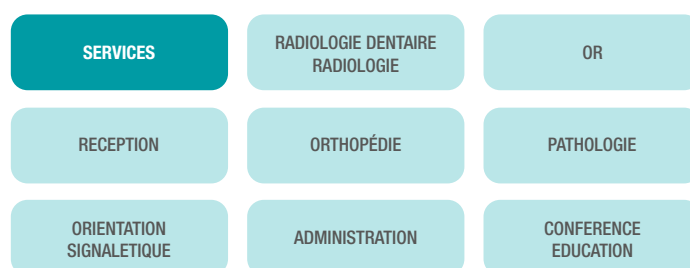 SERVICES
RADIOLOGIE DENTAIRE
RADIOLOGIE
OR
RECEPTION
ORTHOPÉDIE
PATHOLOGIE
ORIENTATION
SIGNALETIQUE
ADMINISTRATION
CONFERENCE
EDUCATION